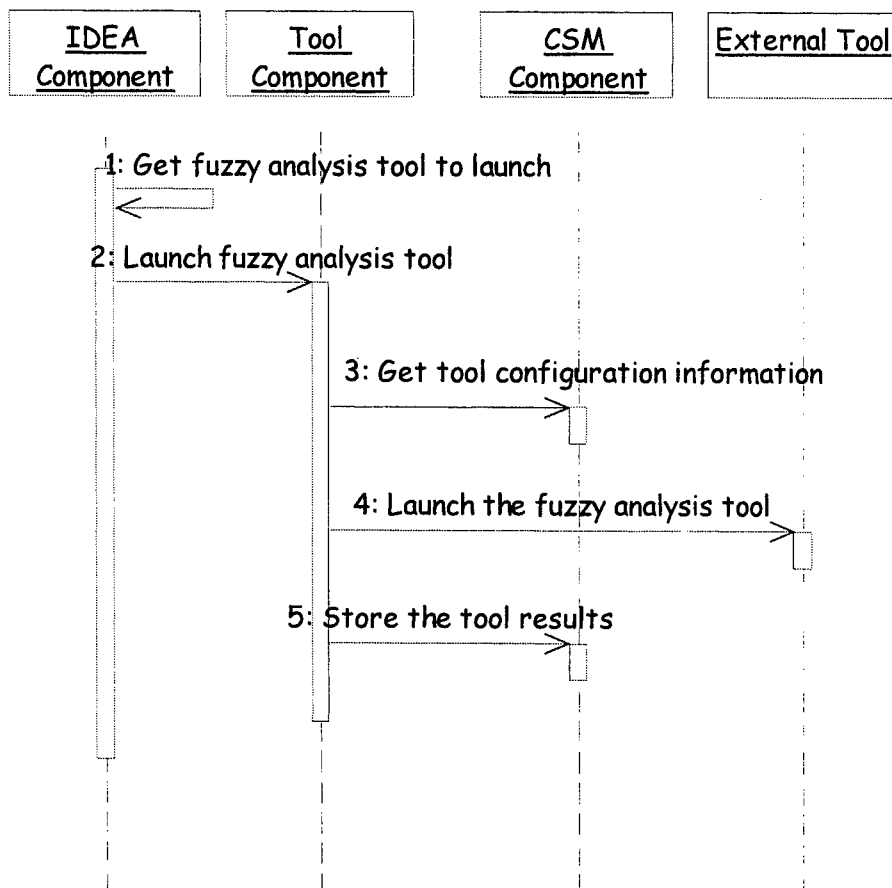 IDEA
Component
Tool
Component
CSM
Component
External Tool
1: Get fuzzy analysis tool to launch
2: Launch fuzzy analysis tool
3: Get tool configuration information
4: Launch the fuzzy analysis tool
5: Store the tool results